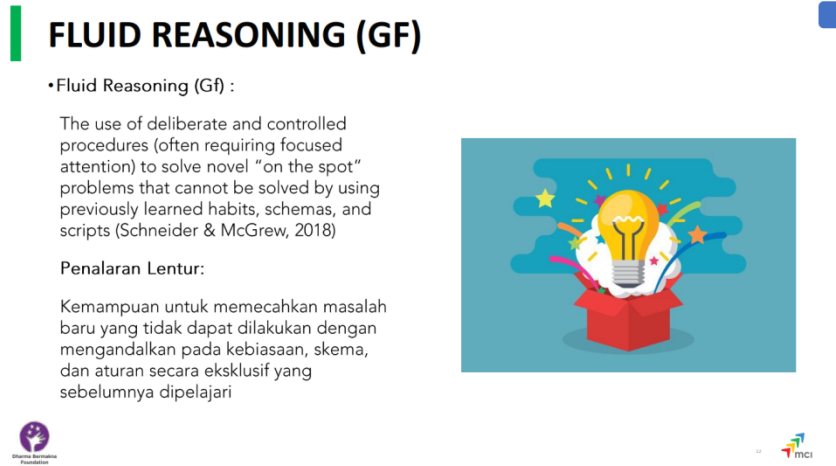 FLUID REASONING (GF)
•Fluid Reasoning (Gf) :
The use of deliberate and controlled
procedures (often requiring focused
attention) to solve novel “on the spot”
problems that cannot be solved by using
previously learned habits, schemas, and
scripts (Schneider & McGrew, 2018)
Penalaran Lentur:
Kemampuan untuk memecahkan masalah
baru yang tidak dapat dilakukan dengan
mengandalkan pada kebiasaan, skema,
dan aturan secara eksklusif yang
sebelumnya dipelajari
Dharma Bermakna
Foundation
mci